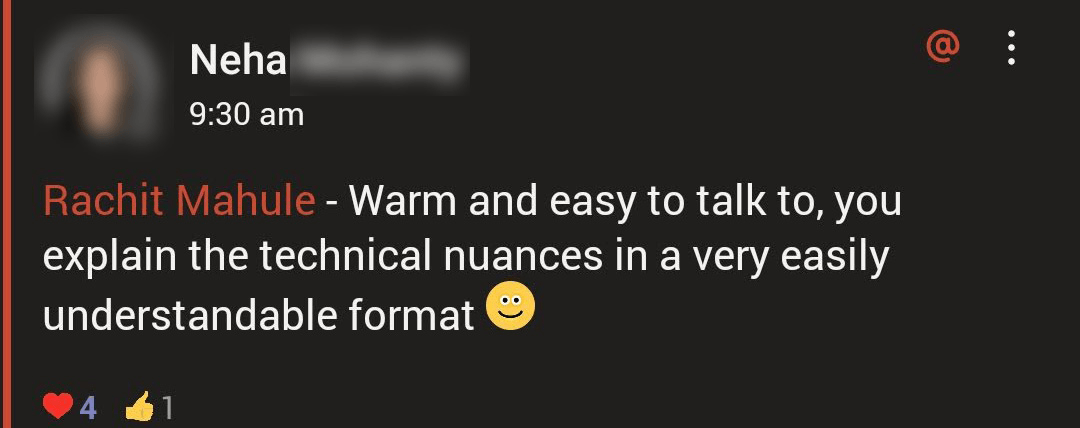 Neha
@
9:30 am
Rachit Mahule - Warm and easy to talk to, you
explain the technical nuances in a very easily
understandable format
4 1